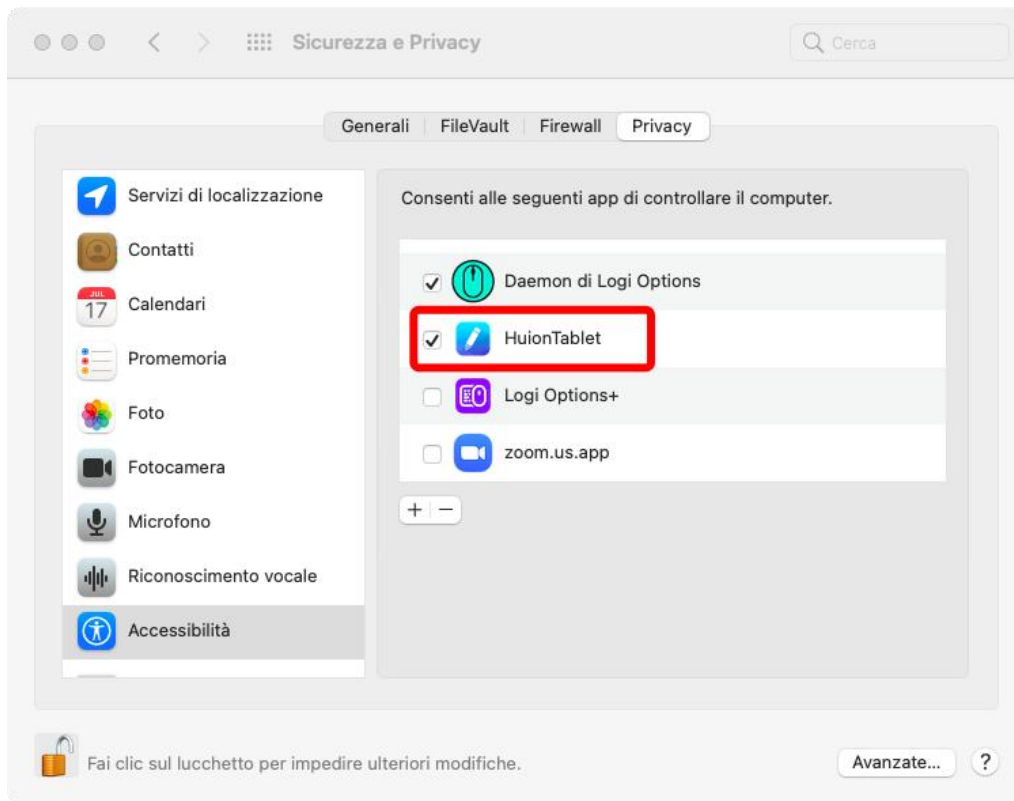 Sicurezza e Privacy
Cerca
Generali
FileVault
Firewall
Privacy
Servizi di localizzazione
Contatti
JUL
17
Calendari
Promemoria
Foto
Fotocamera
Microfono
Riconoscimento vocale
Accessibilità
Consenti alle seguenti app di controllare il computer.
Daemon di Logi Options
HuionTablet
Logi Options+
zoom.us.app
+ −
Fai clic sul lucchetto per impedire ulteriori modifiche.
Avanzate...
?